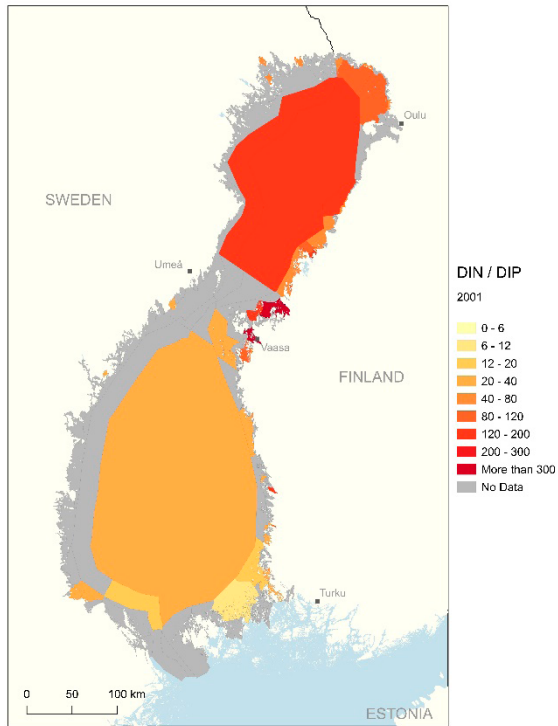 Oulu
SWEDEN
Umeå
Vaasa
FINLAND
Turku
0 50 100 km
ESTONIA
DIN / DIP
2001
0 - 6
6 - 12
12 - 20
20 - 40
40 - 80
80 - 120
120 - 200
200 - 300
More than 300
No Data